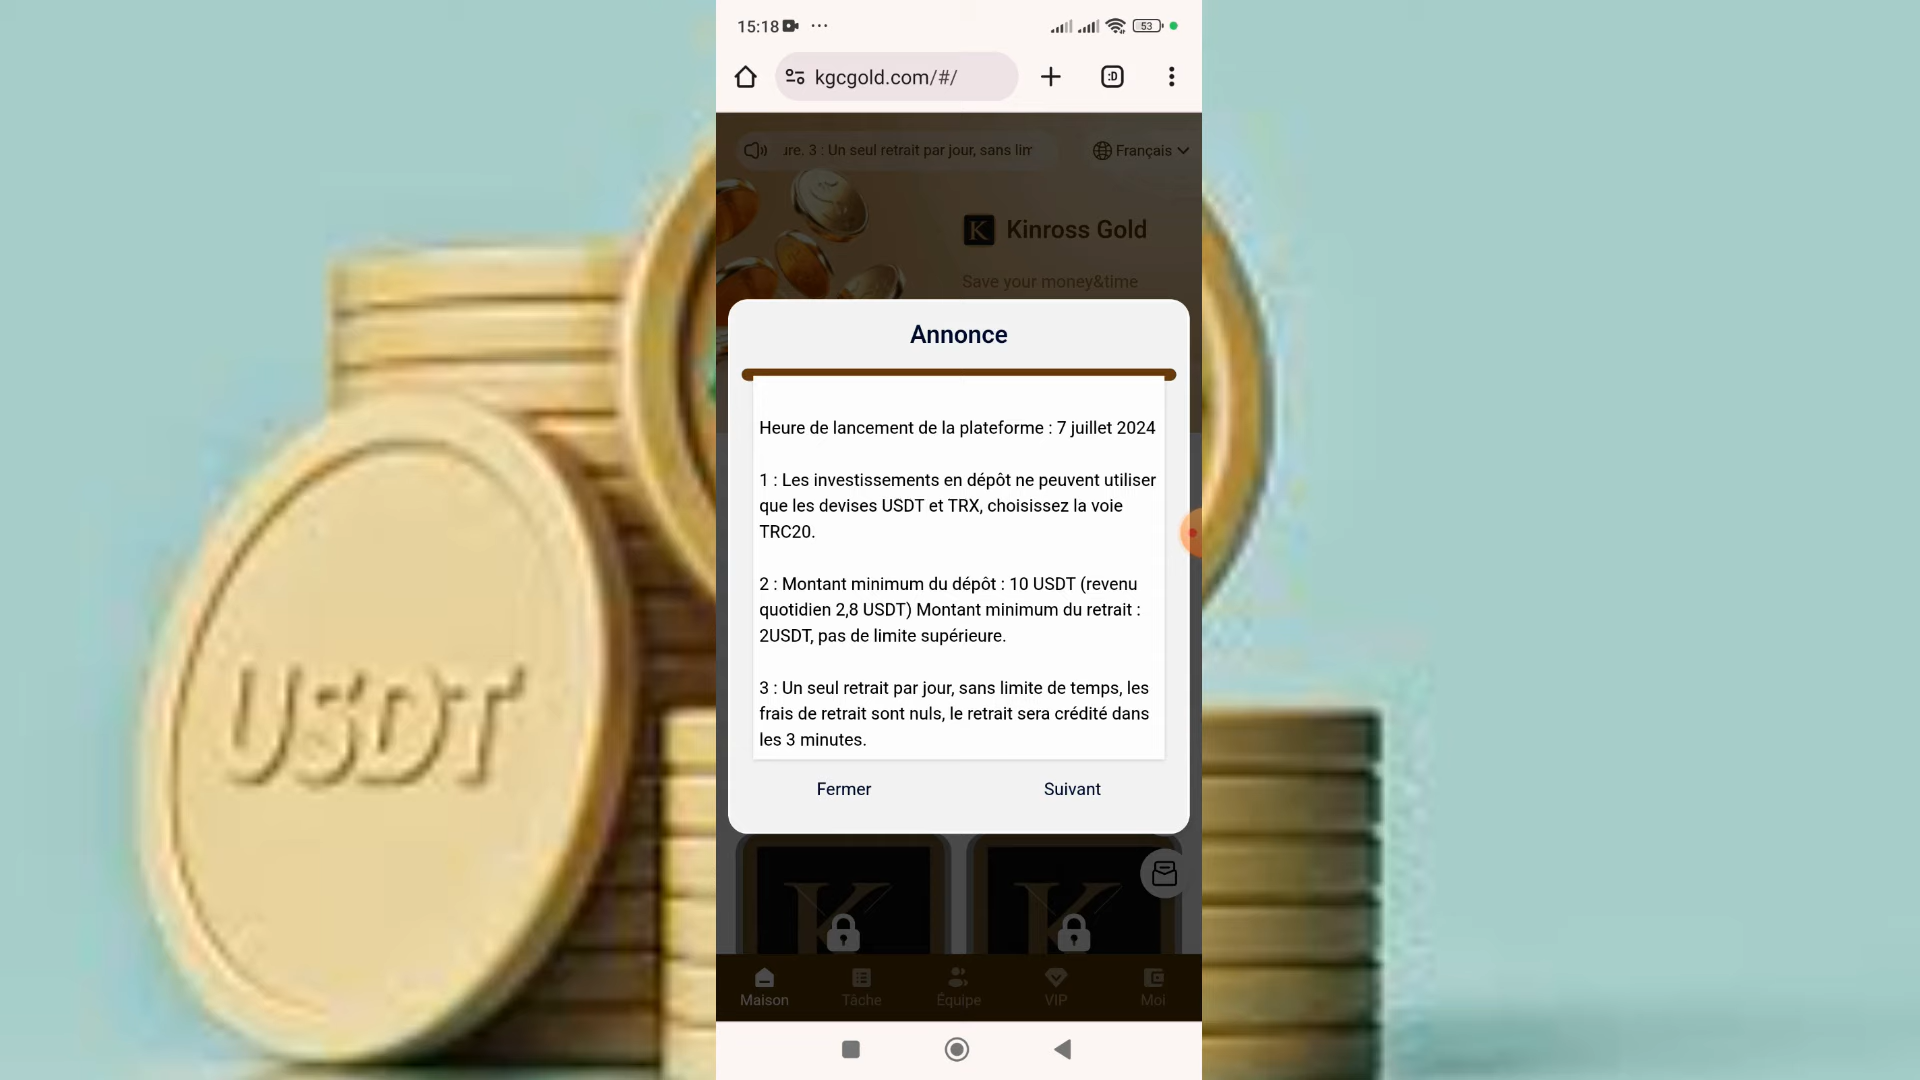 15:18
53
kgcgold.com/#/
:D
ure. 3 : Un seul retrait par jour, sans lim
Français
K Kinross Gold
Save your money&time
Annonce
Heure de lancement de la plateforme : 7 juillet 2024
1 : Les investissements en dépôt ne peuvent utiliser
que les devises USDT et TRX, choisissez la voie
TRC20.
2 : Montant minimum du dépôt : 10 USDT (revenu
quotidien 2,8 USDT) Montant minimum du retrait :
2USDT, pas de limite supérieure.
3 : Un seul retrait par jour, sans limite de temps, les
frais de retrait sont nuls, le retrait sera crédité dans
les 3 minutes.
Fermer
Suivant
USDT
K
K
Maison
Tâche
Équipe
VIP
Moi